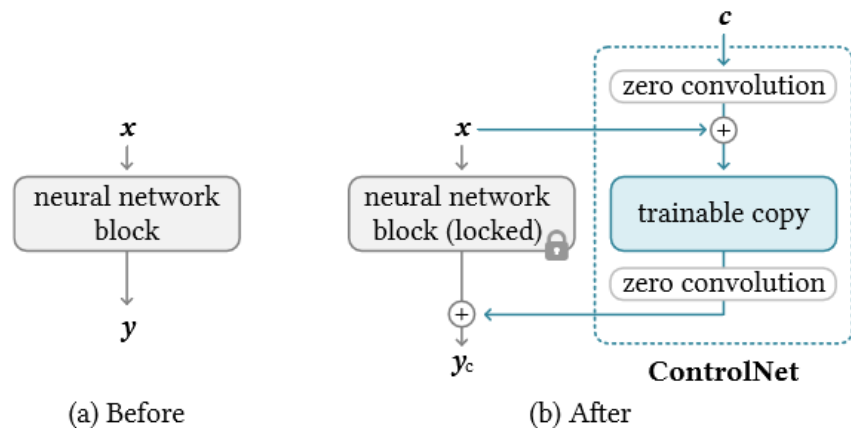 x
neural network
block
y
(a) Before
c
zero convolution
+
x
neural network
block (locked)
trainable copy
zero convolution
+
yc
ControlNet
(b) After